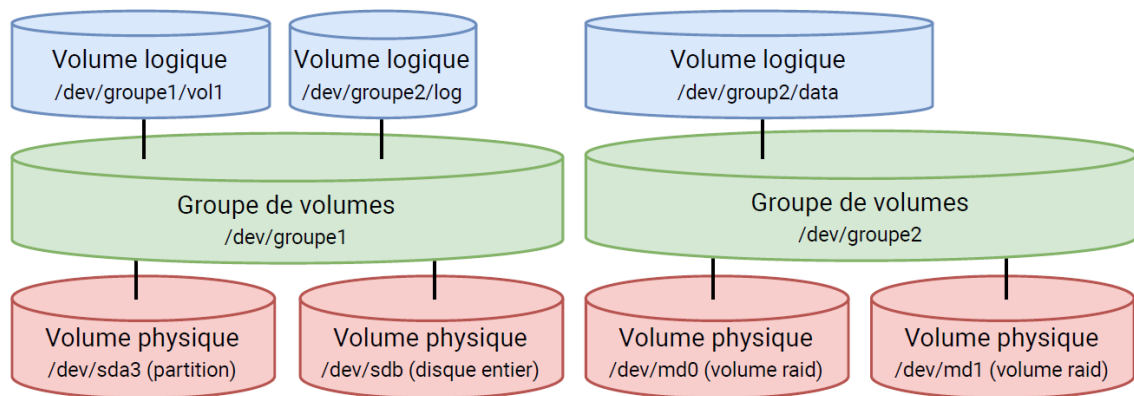 Volume logique
/dev/groupe1/vol1
Volume logique
/dev/groupe2/log
Volume logique
/dev/group2/data
Groupe de volumes
/dev/groupe1
Groupe de volumes
/dev/groupe2
Volume physique
/dev/sda3 (partition)
Volume physique
/dev/sdb (disque entier)
Volume physique
/dev/md0 (volume raid)
Volume physique
/dev/md1 (volume raid)